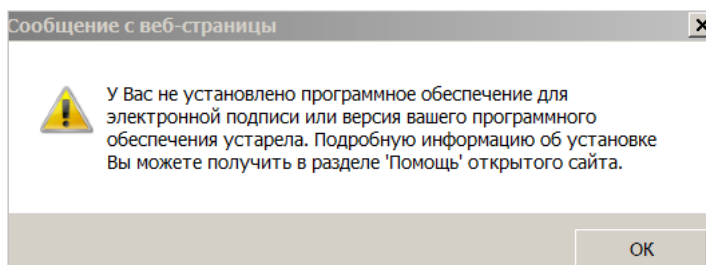 Сообщение с веб-страницы
У Вас не установлено программное обеспечение для
электронной подписи или версия вашего программного
обеспечения устарела. Подробную информацию об установке
Вы можете получить в разделе 'Помощь' открытого сайта.
ОК